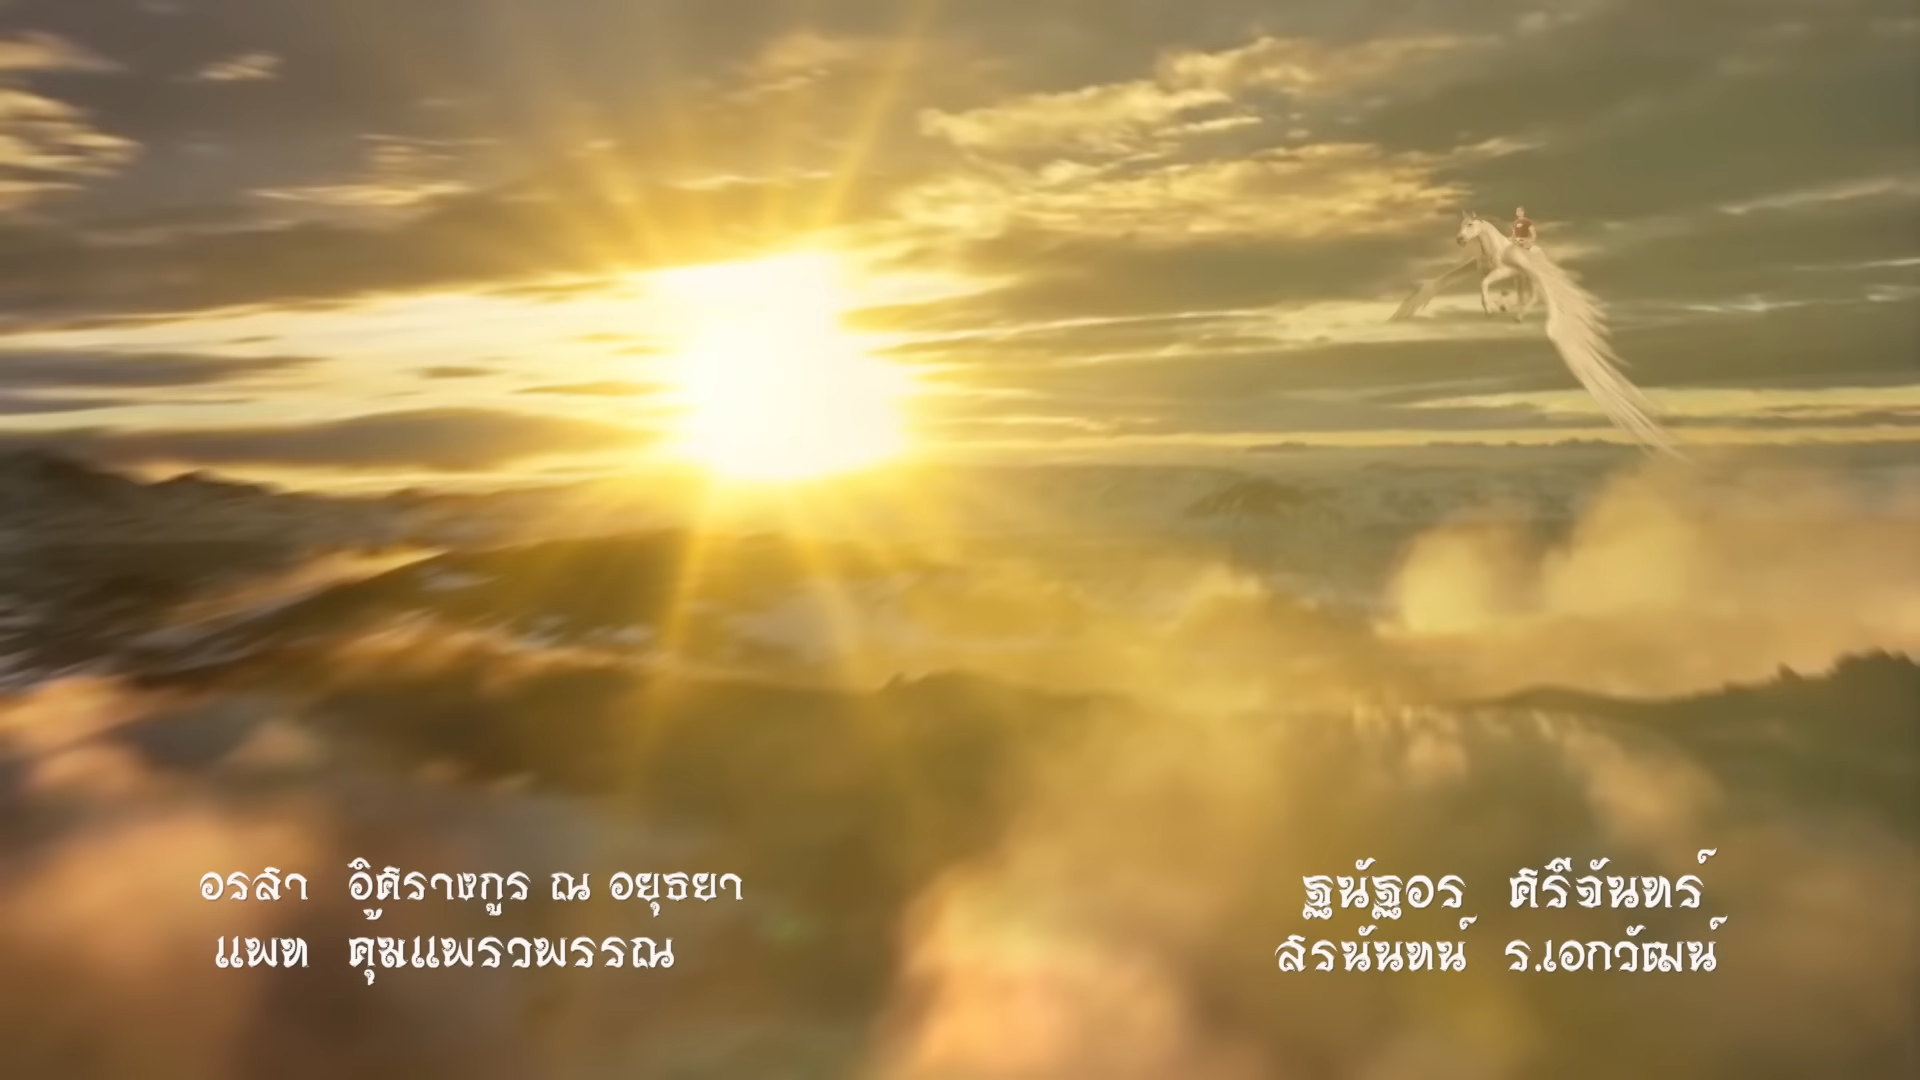 อรสา อิศรางกูร ณ อยุธยา
แพท คุ้มแพรวพรรณ
ฐนัฐอร ศิริจันทร์
สิรนันทน์ ร.เอกวัฒน์